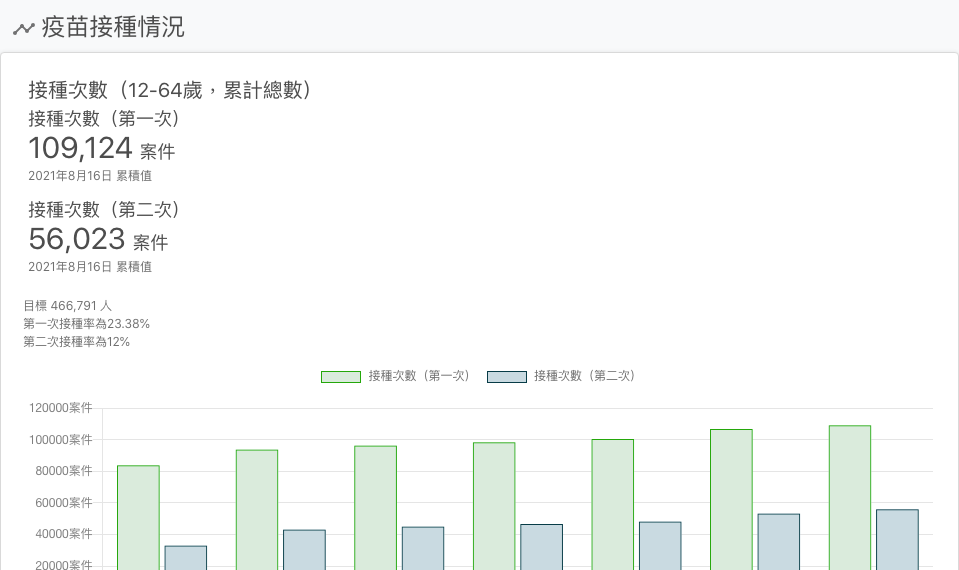 疫苗接種情況
接種次數（12-64歲，累計總數）
接種次數（第一次）
109,124 案件
2021年8月16日 累積值
接種次數（第二次）
56,023 案件
2021年8月16日 累積值
目標 466,791 人
第一次接種率為23.38%
第二次接種率為12%
接種次數（第一次） 接種次數（第二次）
120000案件
100000案件
80000案件
60000案件
40000案件
20000案件